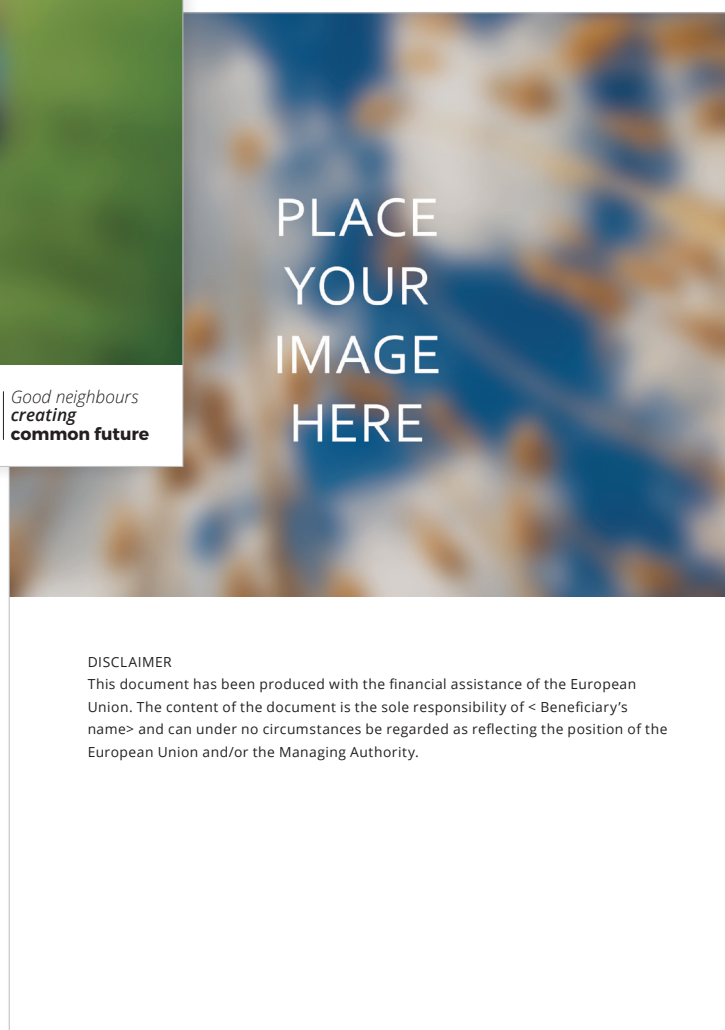 PLACE
YOUR
IMAGE
HERE
Good neighbours
creating
common future
DISCLAIMER
This document has been produced with the financial assistance of the European
Union. The content of the document is the sole responsibility of < Beneficiary’s
name> and can under no circumstances be regarded as reflecting the position of the
European Union and/or the Managing Authority.